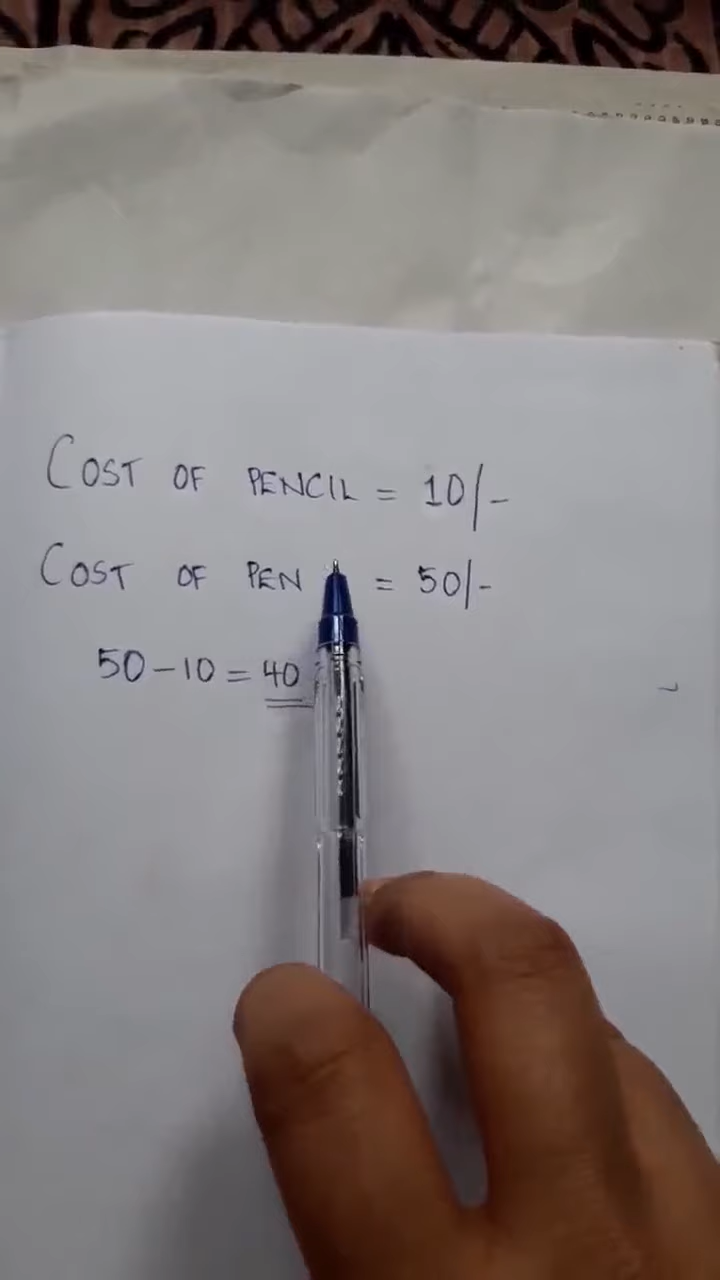 COST OF PENCIL = 10/-
COST OF PEN = 50/-
50-10=40